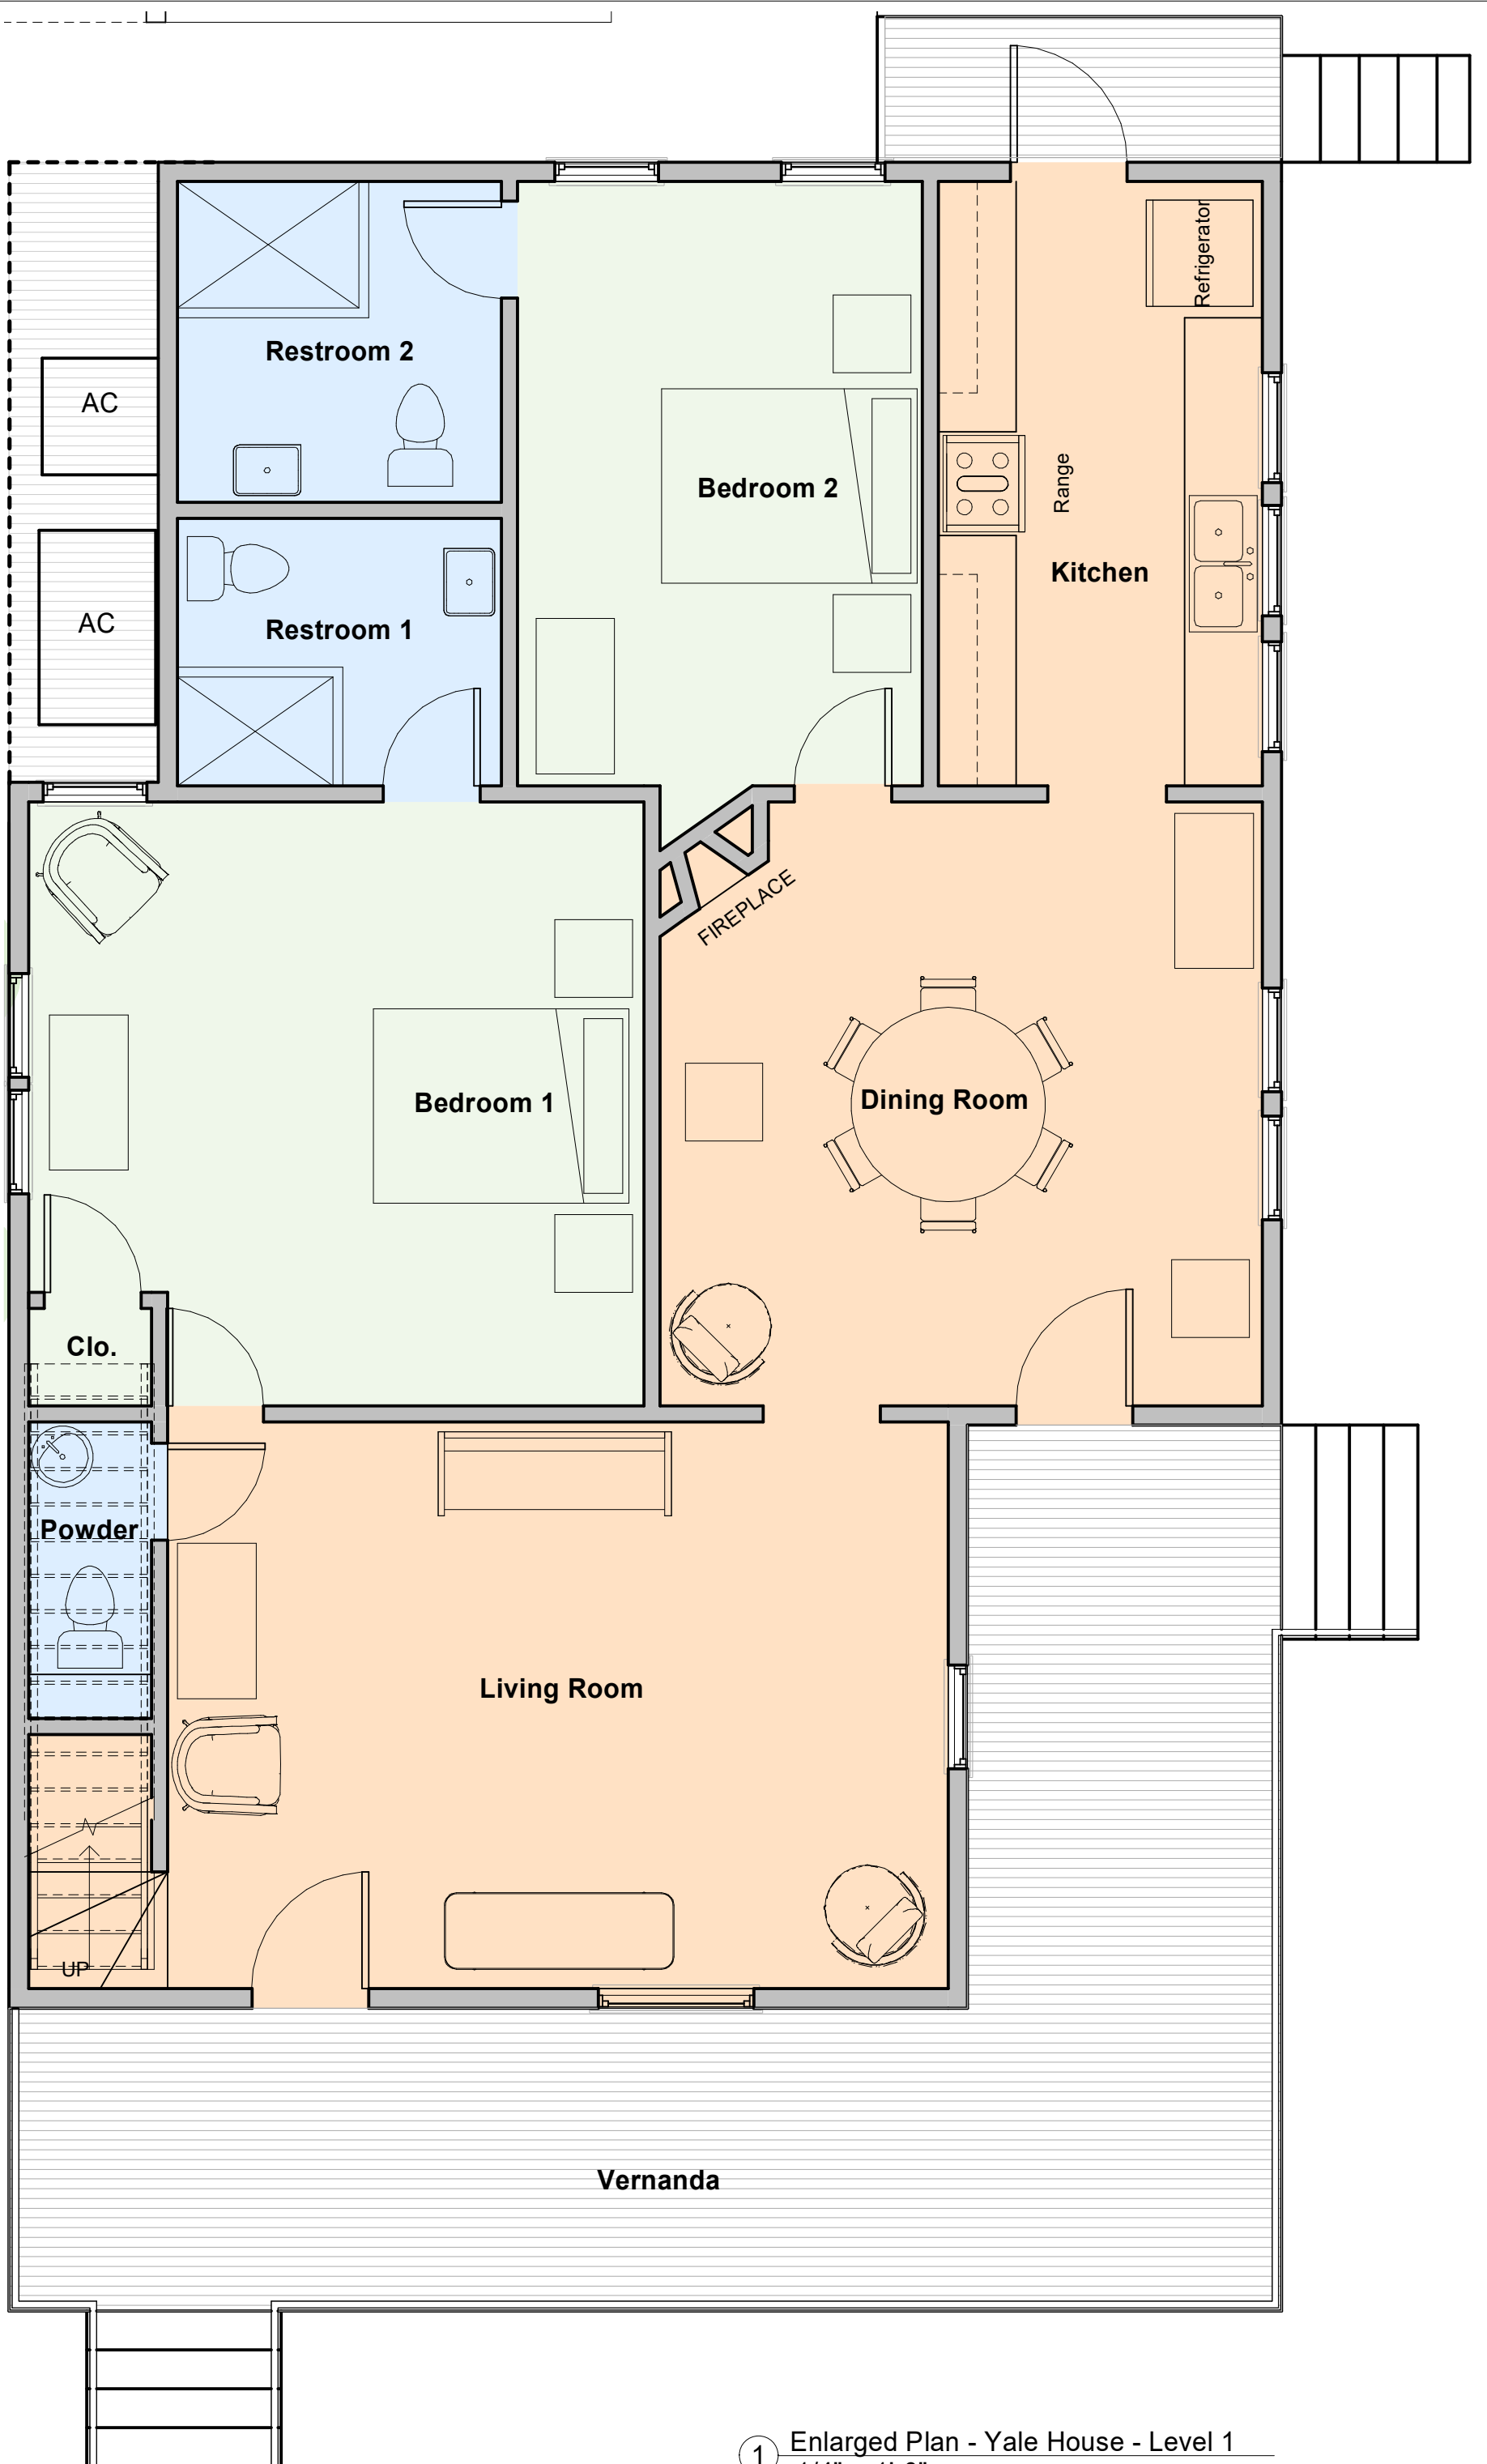 Refrigerator
Restroom 2
AC
Bedroom 2
Range
Kitchen
AC
Restroom 1
FIREPLACE
Bedroom 1
Dining Room
Clo.
Powder
Living Room
UP
Vernanda
1
Enlarged Plan - Yale House - Level 1